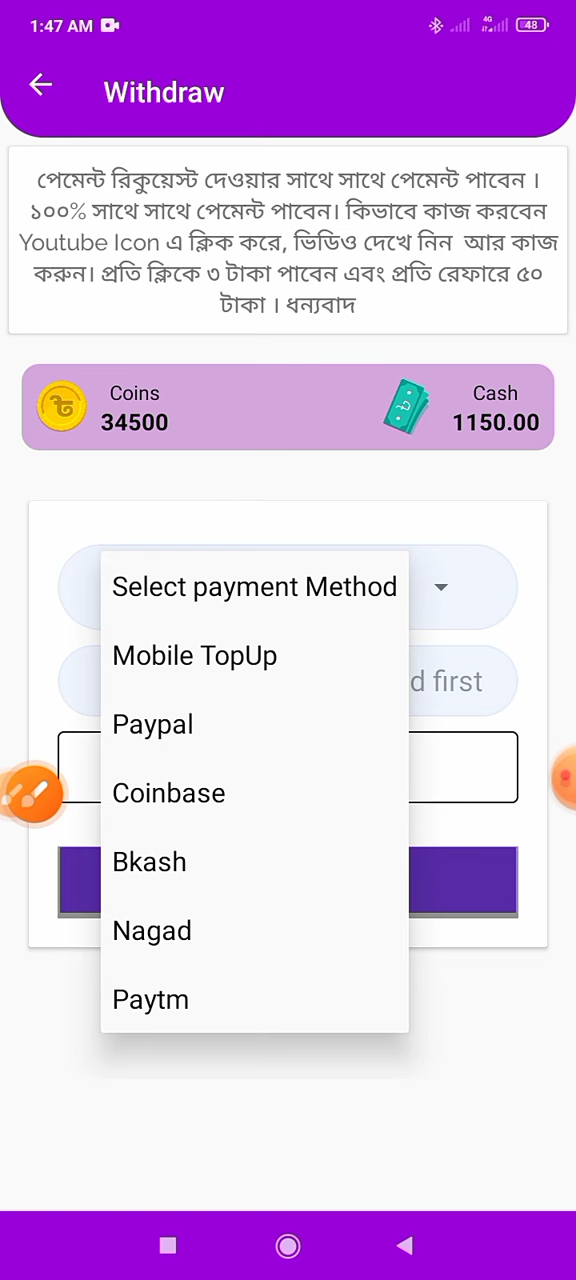 1:47 AM
4G
48
Withdraw
পেমেন্ট রিকুয়েস্ট দেওয়ার সাথে সাথে পেমেন্ট পাবেন ।
১০০% সাথে সাথে পেমেন্ট পাবেন। কিভাবে কাজ করবেন
Youtube Icon এ ক্লিক করে, ভিডিও দেখে নিন আর কাজ
করুন। প্রতি ক্লিকে ৩ টাকা পাবেন এবং প্রতি রেফারে ৫০
টাকা । ধন্যবাদ
Coins
34500
Cash
1150.00
Select payment Method
Mobile TopUp
d first
Paypal
Coinbase
Bkash
Nagad
Paytm